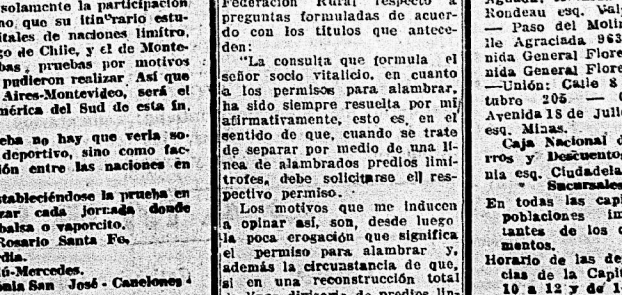 solamente la participación
no, que su itinerario estu-
itales de naciones limítro,
go de Chile, y el de Monte-
bas, pruebas por motivos
pudieron realizar. Así que
Aires-Montevideo, será el
mérica del Sud de esta ín.
eba no hay que verla so-
deportivo, sino como fac-
ión entre las naciones en
stableciéndose la prueba en
zar cada jornada donde
balsa o vaporcito.
Rosario Santa Fe,
rdia.
ú-Mercedes.
nia San José - Canelones -
Federación Rural respecto a
preguntas formuladas de acuer-
do con los títulos que antece-
den:
"La consulta que formula el
señor socio vitalicio, en cuanto
a los permisos para alambrar,
ha sido siempre resuelta por mi
afirmativamente, esto es, en el
sentido de que, cuando se trate
de separar por medio de una lí-
nea de alambrados predios limí-
trofes, debe solicitarse el res-
pectivo permiso.
Los motivos que me inducen
a opinar así, son, desde luego
la poca erogación que significa
el permiso para alambrar y,
además la circunstancia de que,
si en una reconstrucción total
predios
Rondeau esq. Val
— Paso del Molin
lle Agraciada 963
nida General Flore
nida General Flore
—Unión: Calle 8
tubre 205. —
Avenida 18 de Julio
esq. Minas.
Caja Nacional d
rros y Descuentos
nia esq. Ciudadela
Sucursales
En todas las capi
poblaciones im
tantes de los d
mentos.
Horario de las de
cias de la Capit
10 a 12 y de 1